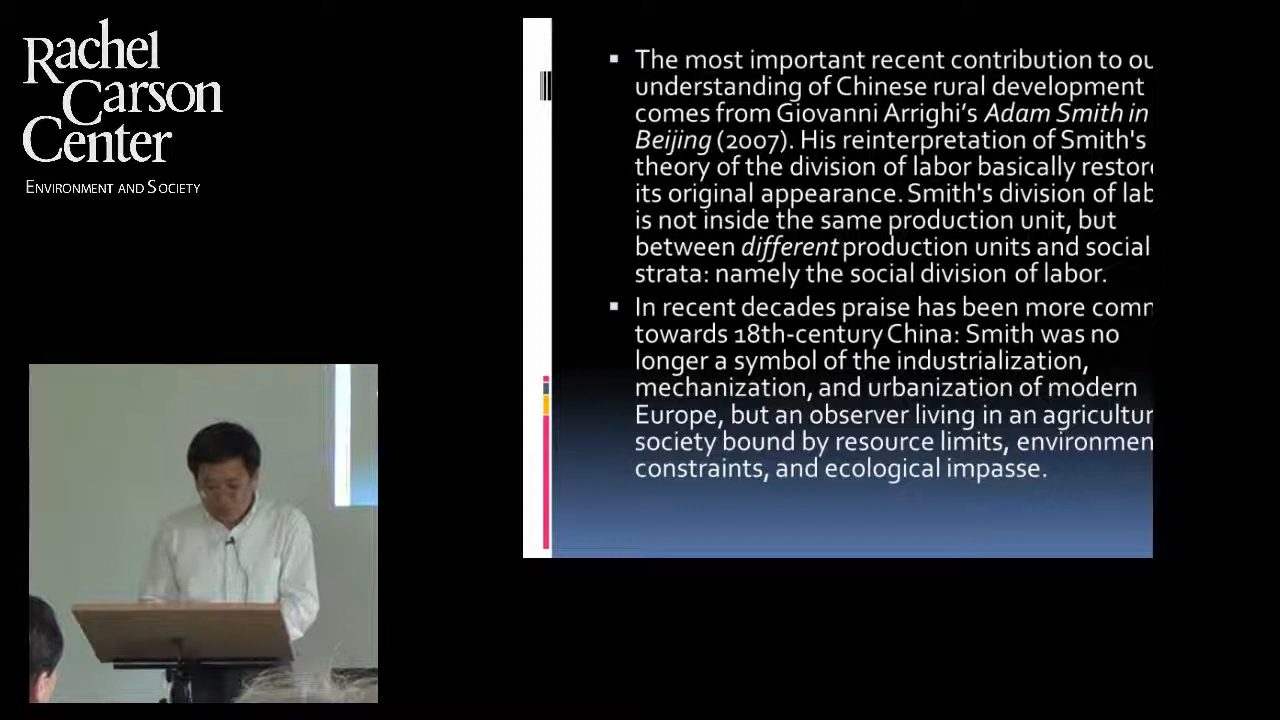 Rachel
Carson
Center
ENVIRONMENT AND SOCIETY
▪ The most important recent contribution to ou
understanding of Chinese rural development
comes from Giovanni Arrighi's Adam Smith in
Beijing (2007). His reinterpretation of Smith's
theory of the division of labor basically restore
its original appearance. Smith's division of lab
is not inside the same production unit, but
between different production units and social
strata: namely the social division of labor.
▪ In recent decades praise has been more comm
towards 18th-century China: Smith was no
longer a symbol of the industrialization,
mechanization, and urbanization of modern
Europe, but an observer living in an agricultur
society bound by resource limits, environmen
constraints, and ecological impasse.